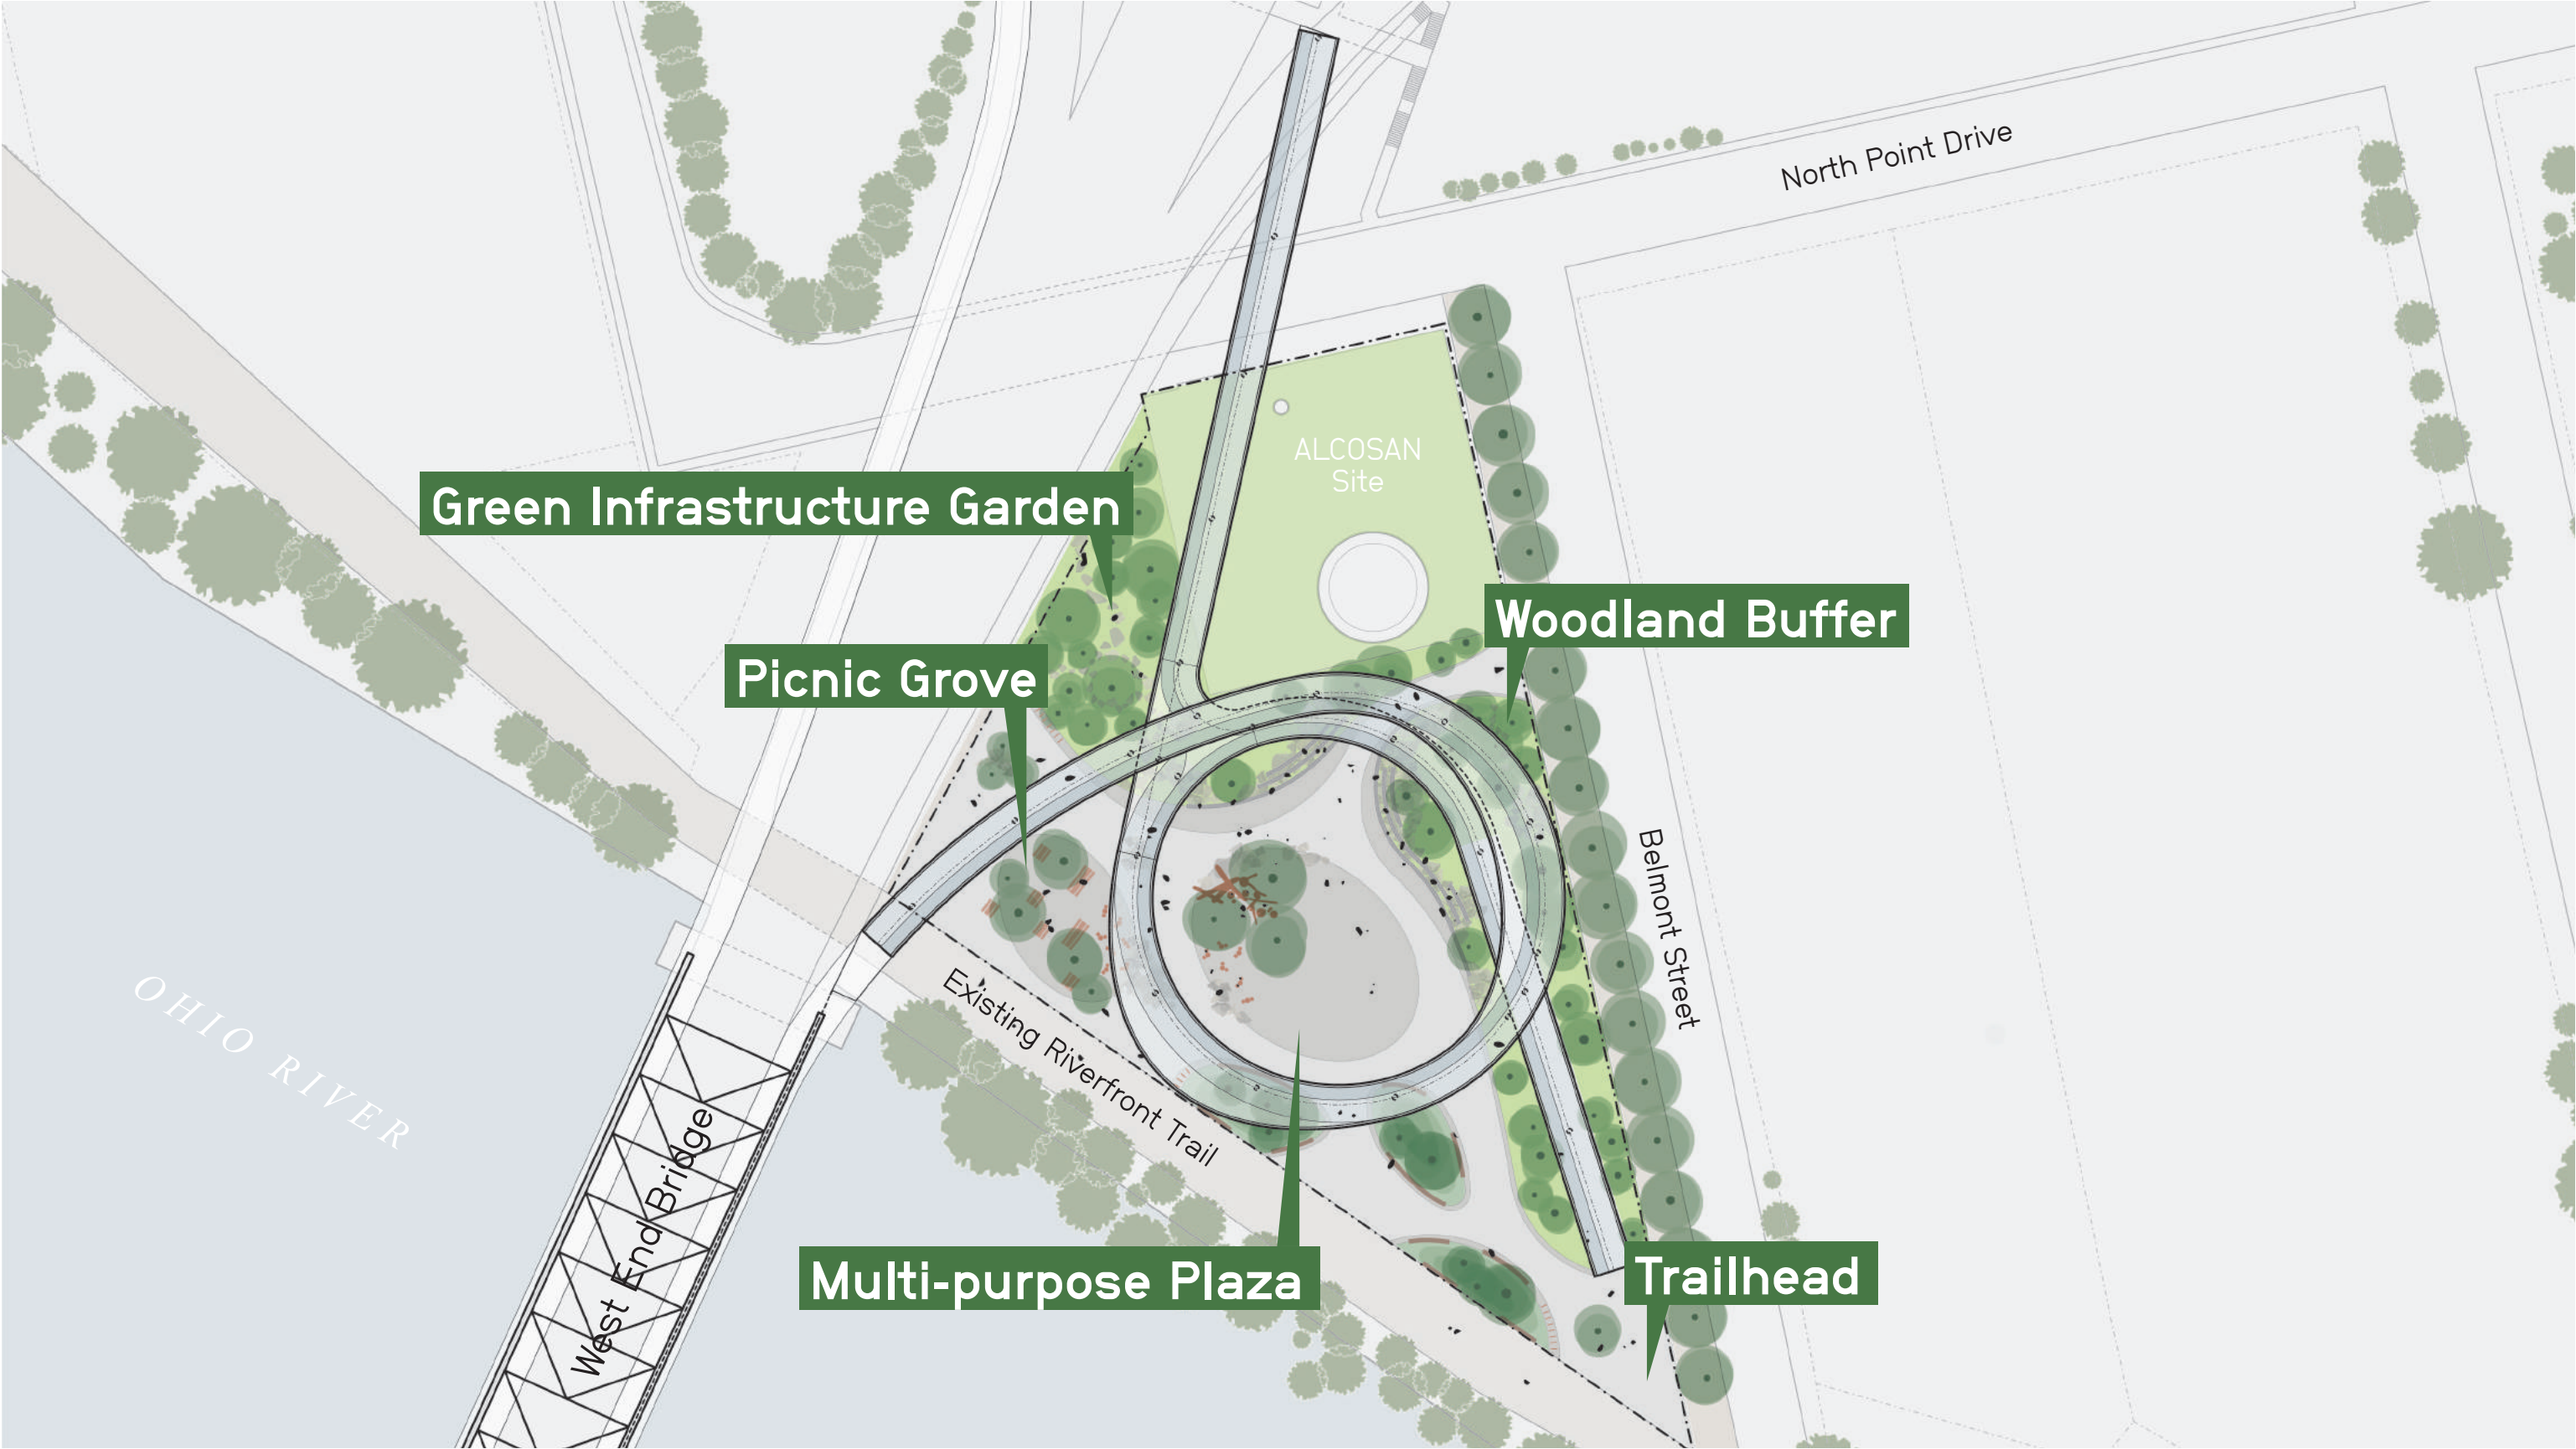 North Point Drive
ALCOSAN
Site
Green Infrastructure Garden
Woodland Buffer
Picnic Grove
Belmont Street
Existing Riverfront Trail
OHIO RIVER
West End Bridge
Multi-purpose Plaza
Trailhead